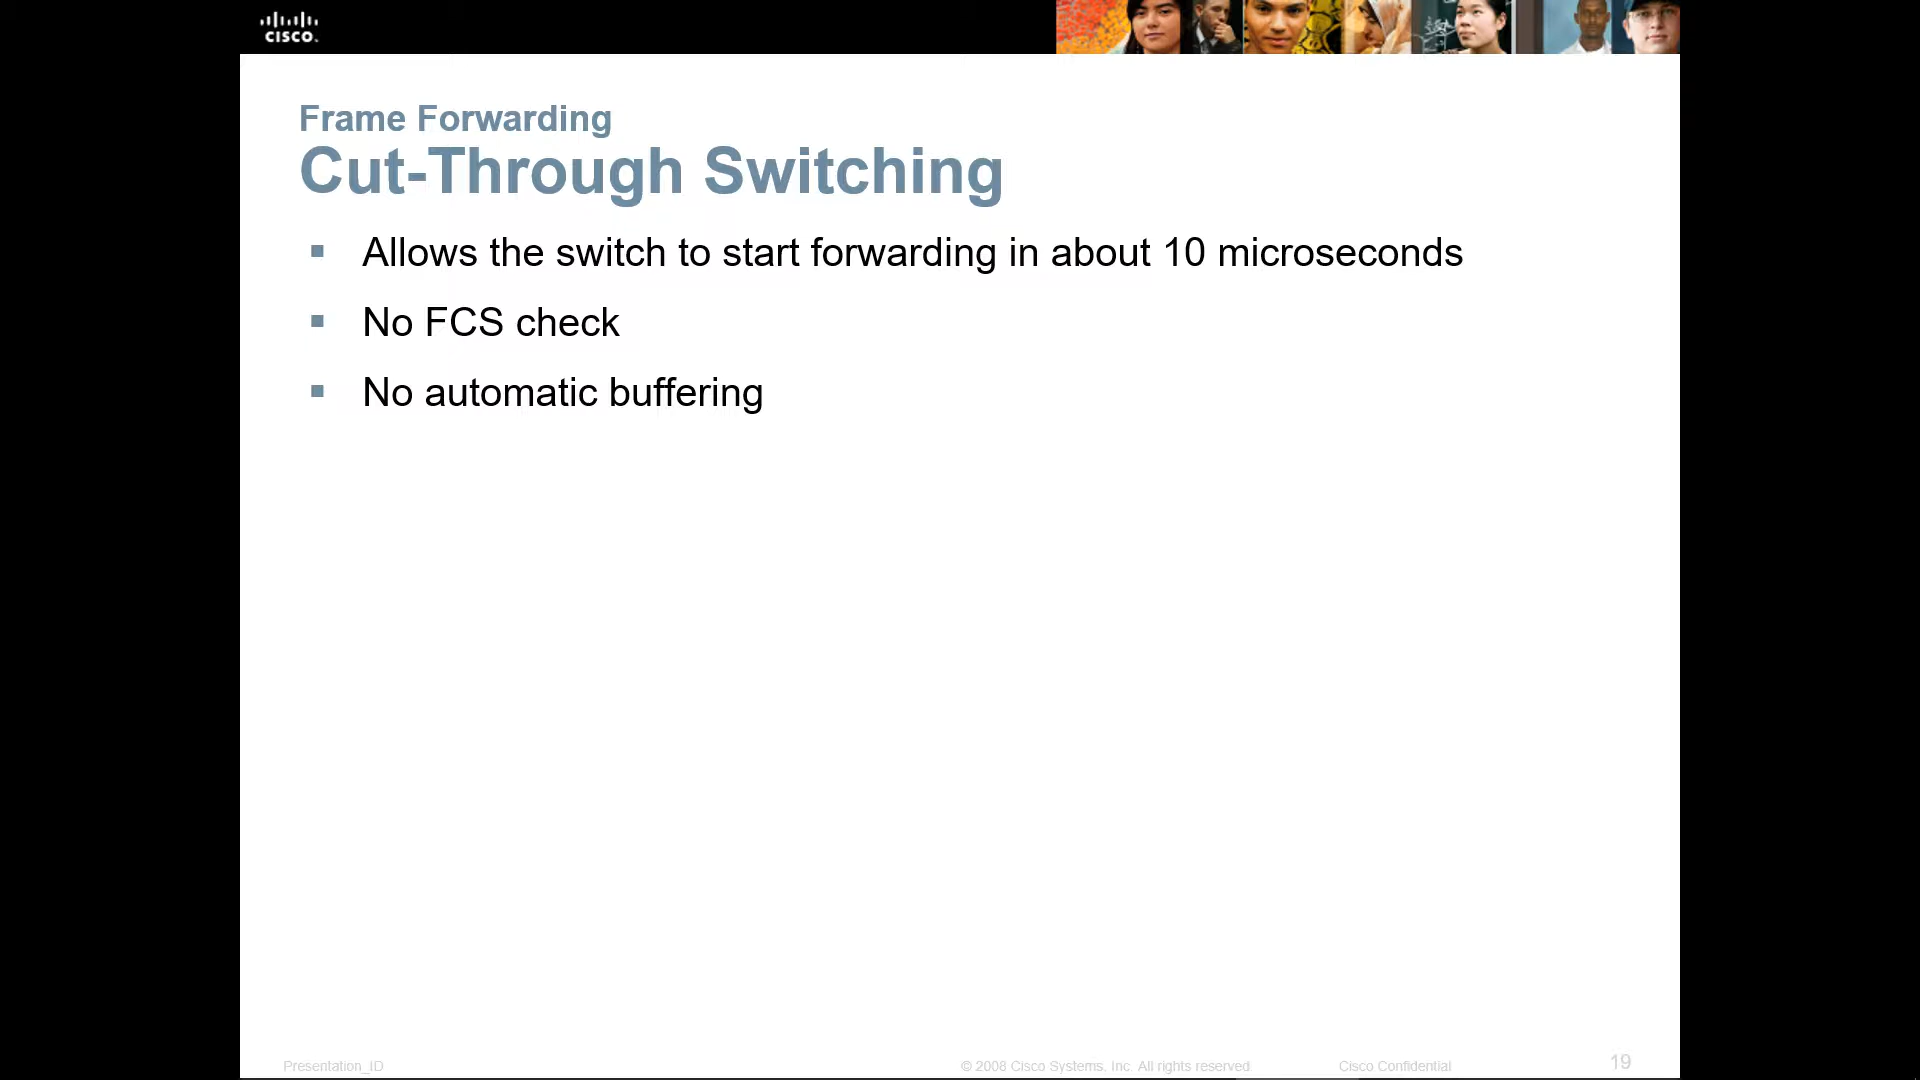 CISCO.
Frame Forwarding
Cut-Through Switching
▪ Allows the switch to start forwarding in about 10 microseconds
▪ No FCS check
▪ No automatic buffering
Presentation_ID © 2008 Cisco Systems, Inc. All rights reserved. Cisco Confidential 19